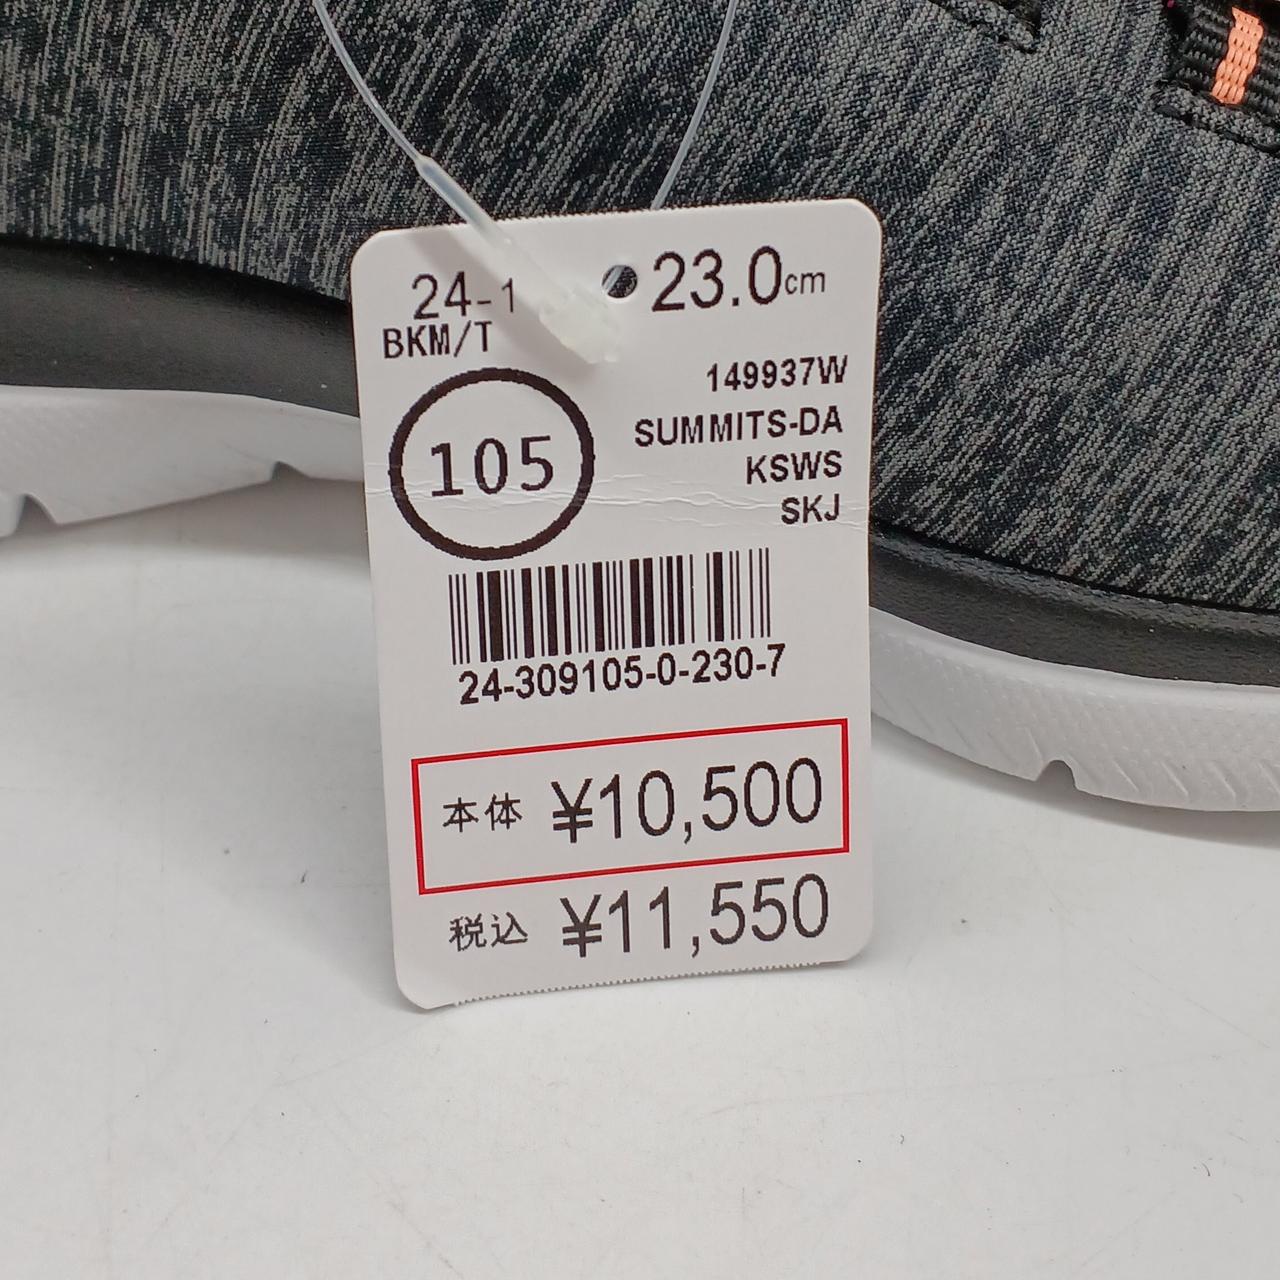 24-1
23.0cm
BKM/T
149937W
105
SUMMITS-DA
KSWS
SKJ
24-309105-0-230-7
本体 ¥10,500
税込 ¥11,550